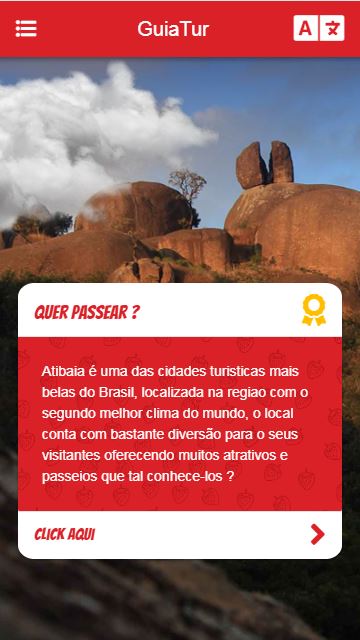 GuiaTur
A
QUER PASSEAR ?
Atibaia é uma das cidades turisticas mais
belas do Brasil, localizada na regiao com o
segundo melhor clima do mundo, o local
conta com bastante diversão para o seus
visitantes oferecendo muitos atrativos e
passeios que tal conhece-los ?
CLICK AQUI